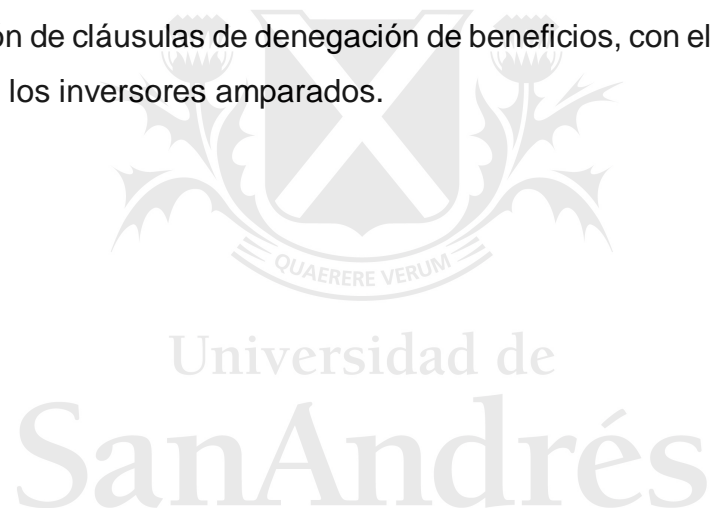 on de cláusulas de denegación de beneficios, con el
los inversores amparados.
QUAERERE VERUM
Universidad de
SanAndrés